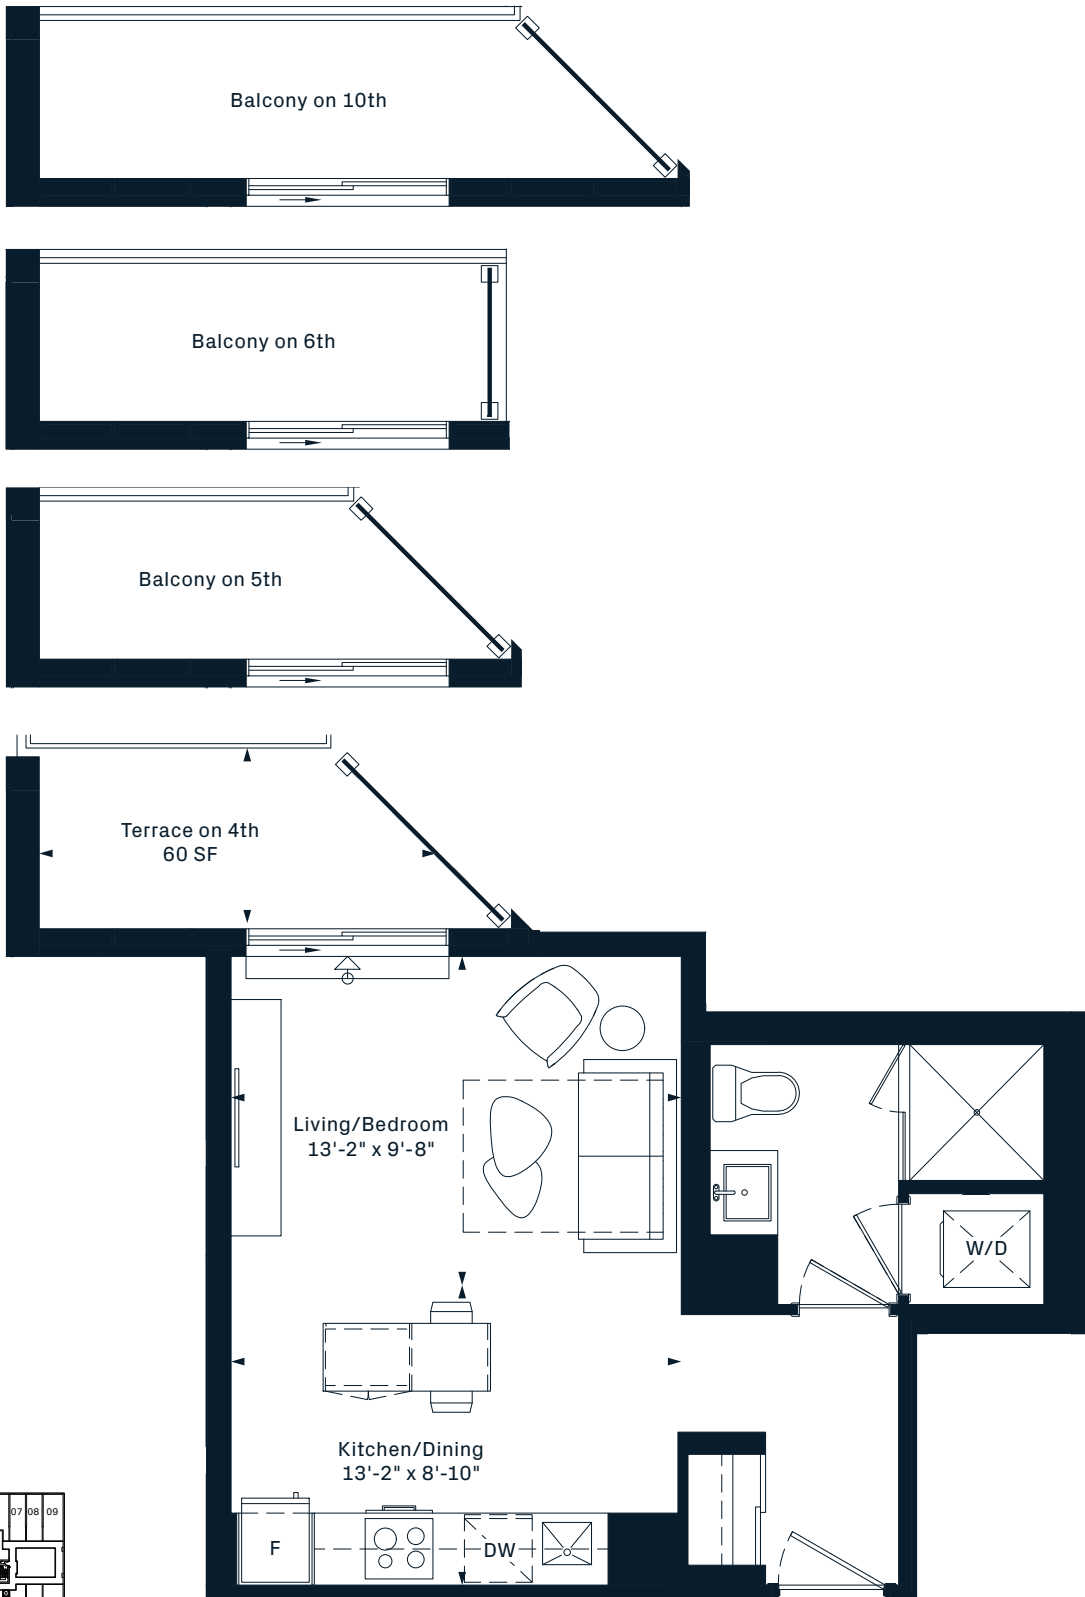 Balcony on 10th
Balcony on 6th
Balcony on 5th
Terrace on 4th
60 SF
Living/Bedroom
13'-2" x 9'-8"
W/D
Kitchen/Dining
13'-2" x 8'-10"
F
DW
07 08 09